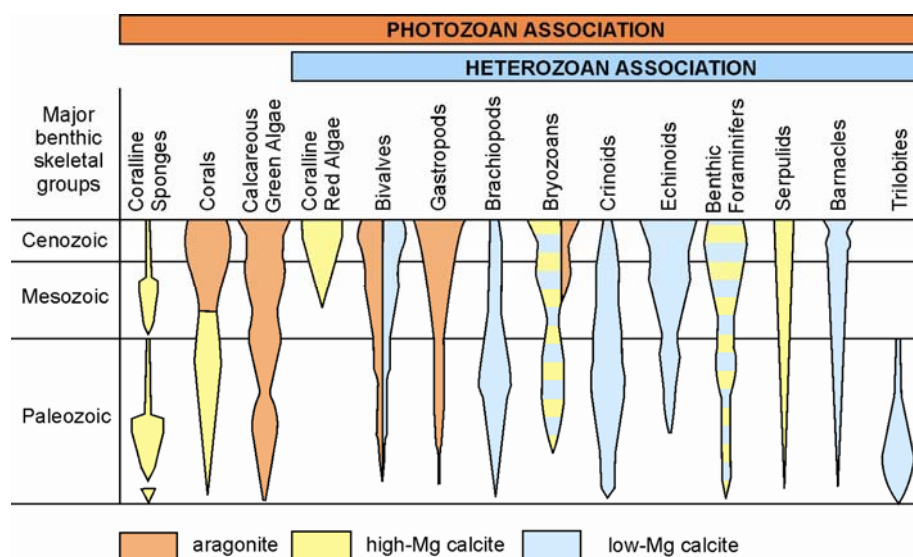 PHOTOZOAN ASSOCIATION
HETEROZOAN ASSOCIATION
Major
benthic
skeletal
groups
Coralline
Sponges
Corals
Calcareous
Green Algae
Coralline
Red Algae
Bivalves
Gastropods
Brachiopods
Bryozoans
Crinoids
Echinoids
Benthic
Foraminifers
Serpulids
Barnacles
Trilobites
Cenozoic
Mesozoic
Paleozoic
aragonite
high-Mg calcite
low-Mg calcite